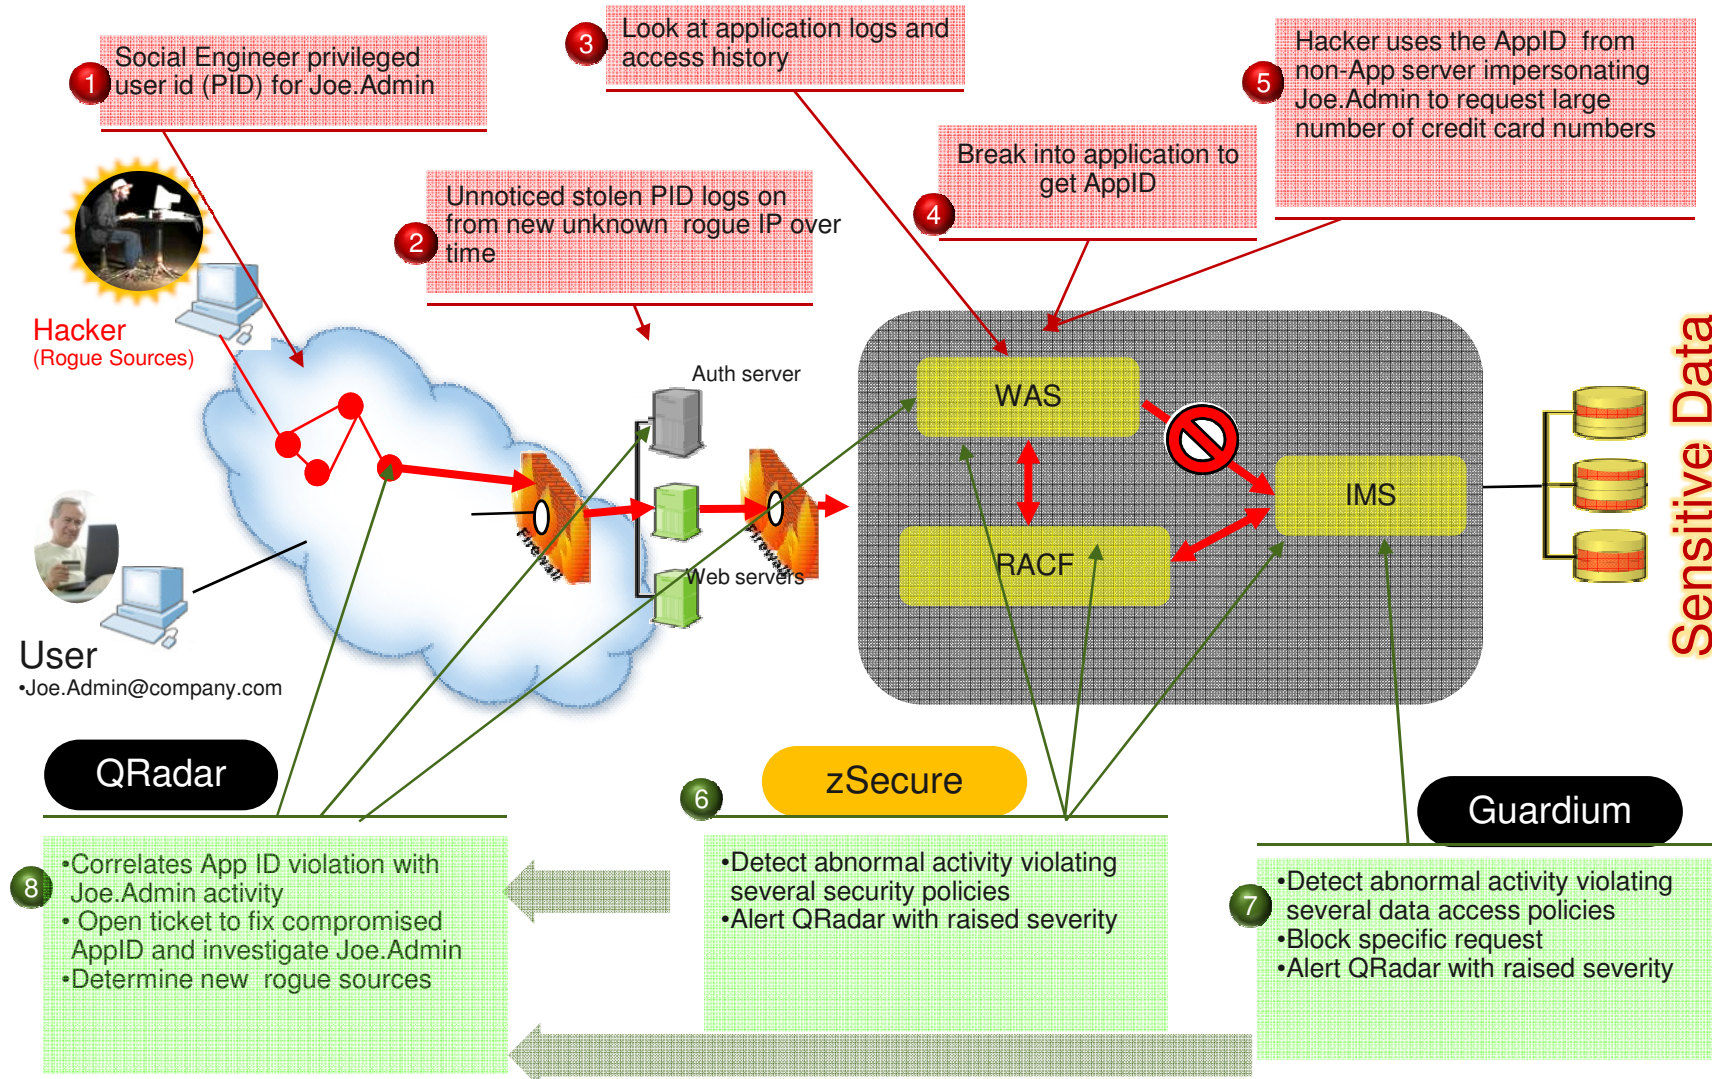 1
Social Engineer privileged
user id (PID) for Joe.Admin
3
Look at application logs and
access history
5
Hacker uses the AppID from
non-App server impersonating
Joe.Admin to request large
number of credit card numbers
4
Break into application to
get AppID
2
Unnoticed stolen PID logs on
from new unknown rogue IP over
time
Hacker
(Rogue Sources)
Auth server
WAS
IMS
RACF
Firewall
Firewall
Web servers
Sensitive Data
User
•Joe.Admin@company.com
QRadar
8
•Correlates App ID violation with
Joe.Admin activity
• Open ticket to fix compromised
AppID and investigate Joe.Admin
•Determine new rogue sources
zSecure
6
•Detect abnormal activity violating
several security policies
•Alert QRadar with raised severity
Guardium
7
•Detect abnormal activity violating
several data access policies
•Block specific request
•Alert QRadar with raised severity